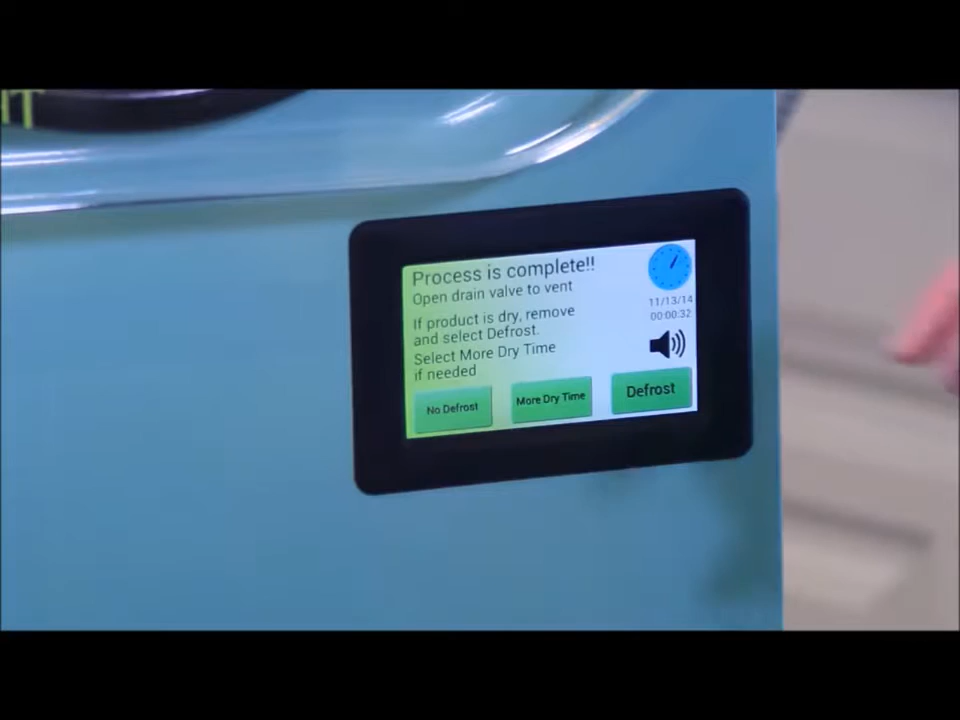 HT
Process is complete!!
Open drain valve to vent
If product is dry, remove
and select Defrost.
Select More Dry Time
if needed
11/13/14
00:00:32
No Defrost
More Dry Time
Defrost